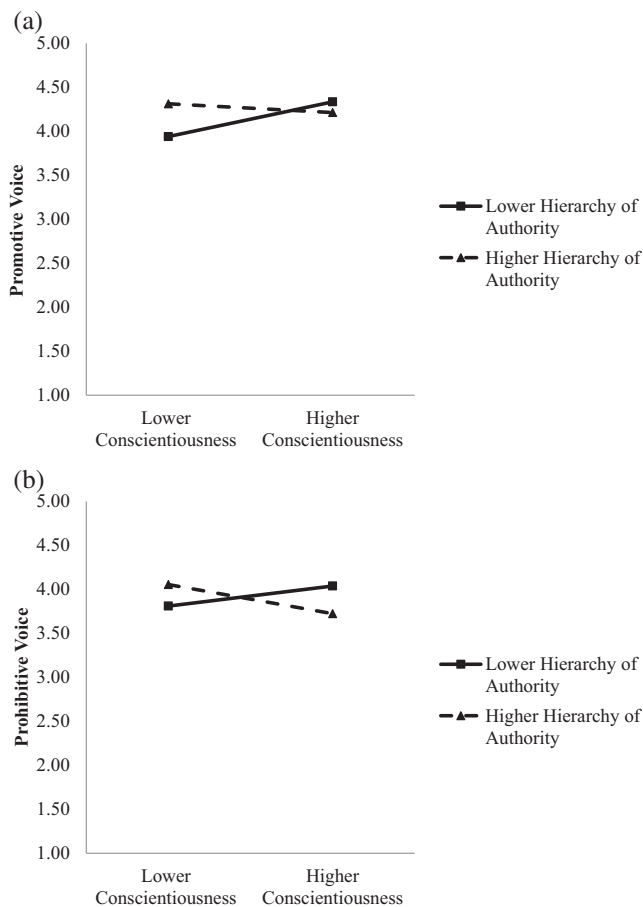 (a)
5.00
4.50
4.00
3.50
3.00
2.50
2.00
1.50
1.00
Promotive Voice
Lower
Conscientiousness
Higher
Conscientiousness
Lower Hierarchy of
Authority
Higher Hierarchy of
Authority
(b)
5.00
4.50
4.00
3.50
3.00
2.50
2.00
1.50
1.00
Prohibitive Voice
Lower
Conscientiousness
Higher
Conscientiousness
Lower Hierarchy of
Authority
Higher Hierarchy of
Authority